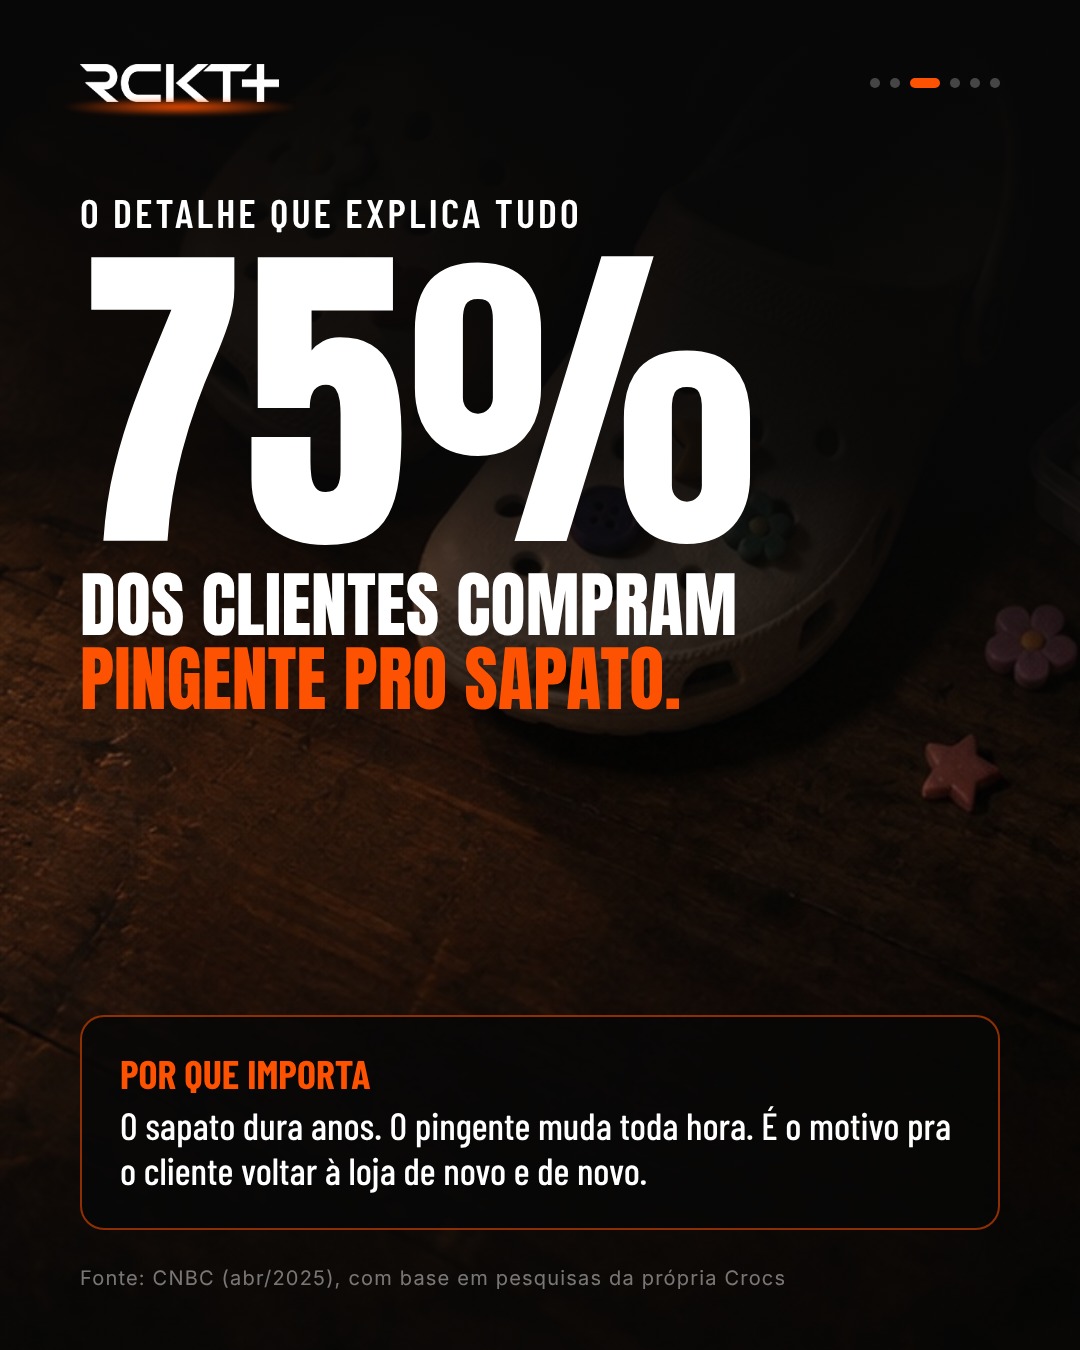 RCKT+
O DETALHE QUE EXPLICA TUDO
75%
DOS CLIENTES COMPRAM
PINGENTE PRO SAPATO.
POR QUE IMPORTA
O sapato dura anos. O pingente muda toda hora. É o motivo pra
o cliente voltar à loja de novo e de novo.
Fonte: CNBC (abr/2025), com base em pesquisas da própria Crocs